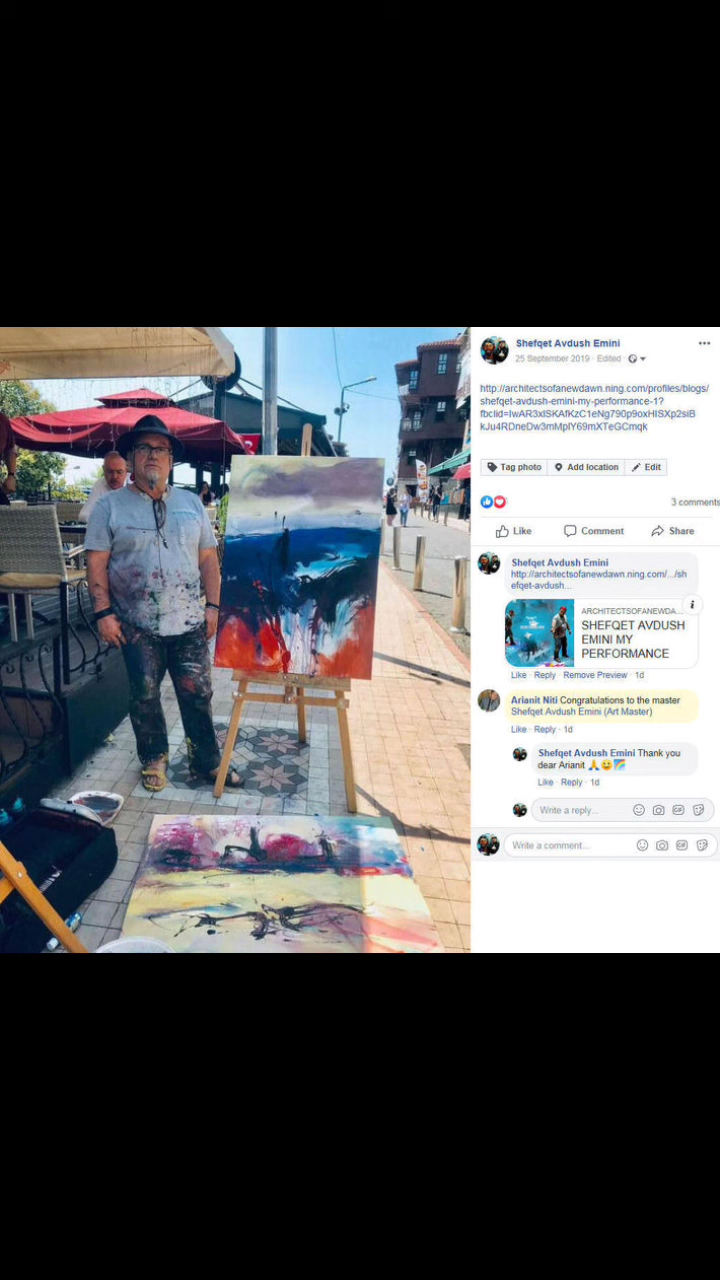 Shefqet Avdush Emini
25 September 2019 · Edited ·
http://architectsofanewdawn.ning.com/profiles/blogs/
shefqet-avdush-emini-my-performance-1?
Tag photo
Add location
Edit
3 comments
Like
Comment
Share
Shefqet Avdush Emini
http://architectsofanewdawn.ning.com/.../sh
efqet-avdush...
ARCHITECTSOFANEWDA...
SHEFQET AVDUSH
EMINI MY
PERFORMANCE
Like · Reply · Remove Preview · 1d
Arianit Niti Congratulations to the master
Shefqet Avdush Emini (Art Master)
Like · Reply · 1d
Shefqet Avdush Emini Thank you
dear Arianit 🙏😉🌈
Like · Reply · 1d
Write a reply...
Write a comment...